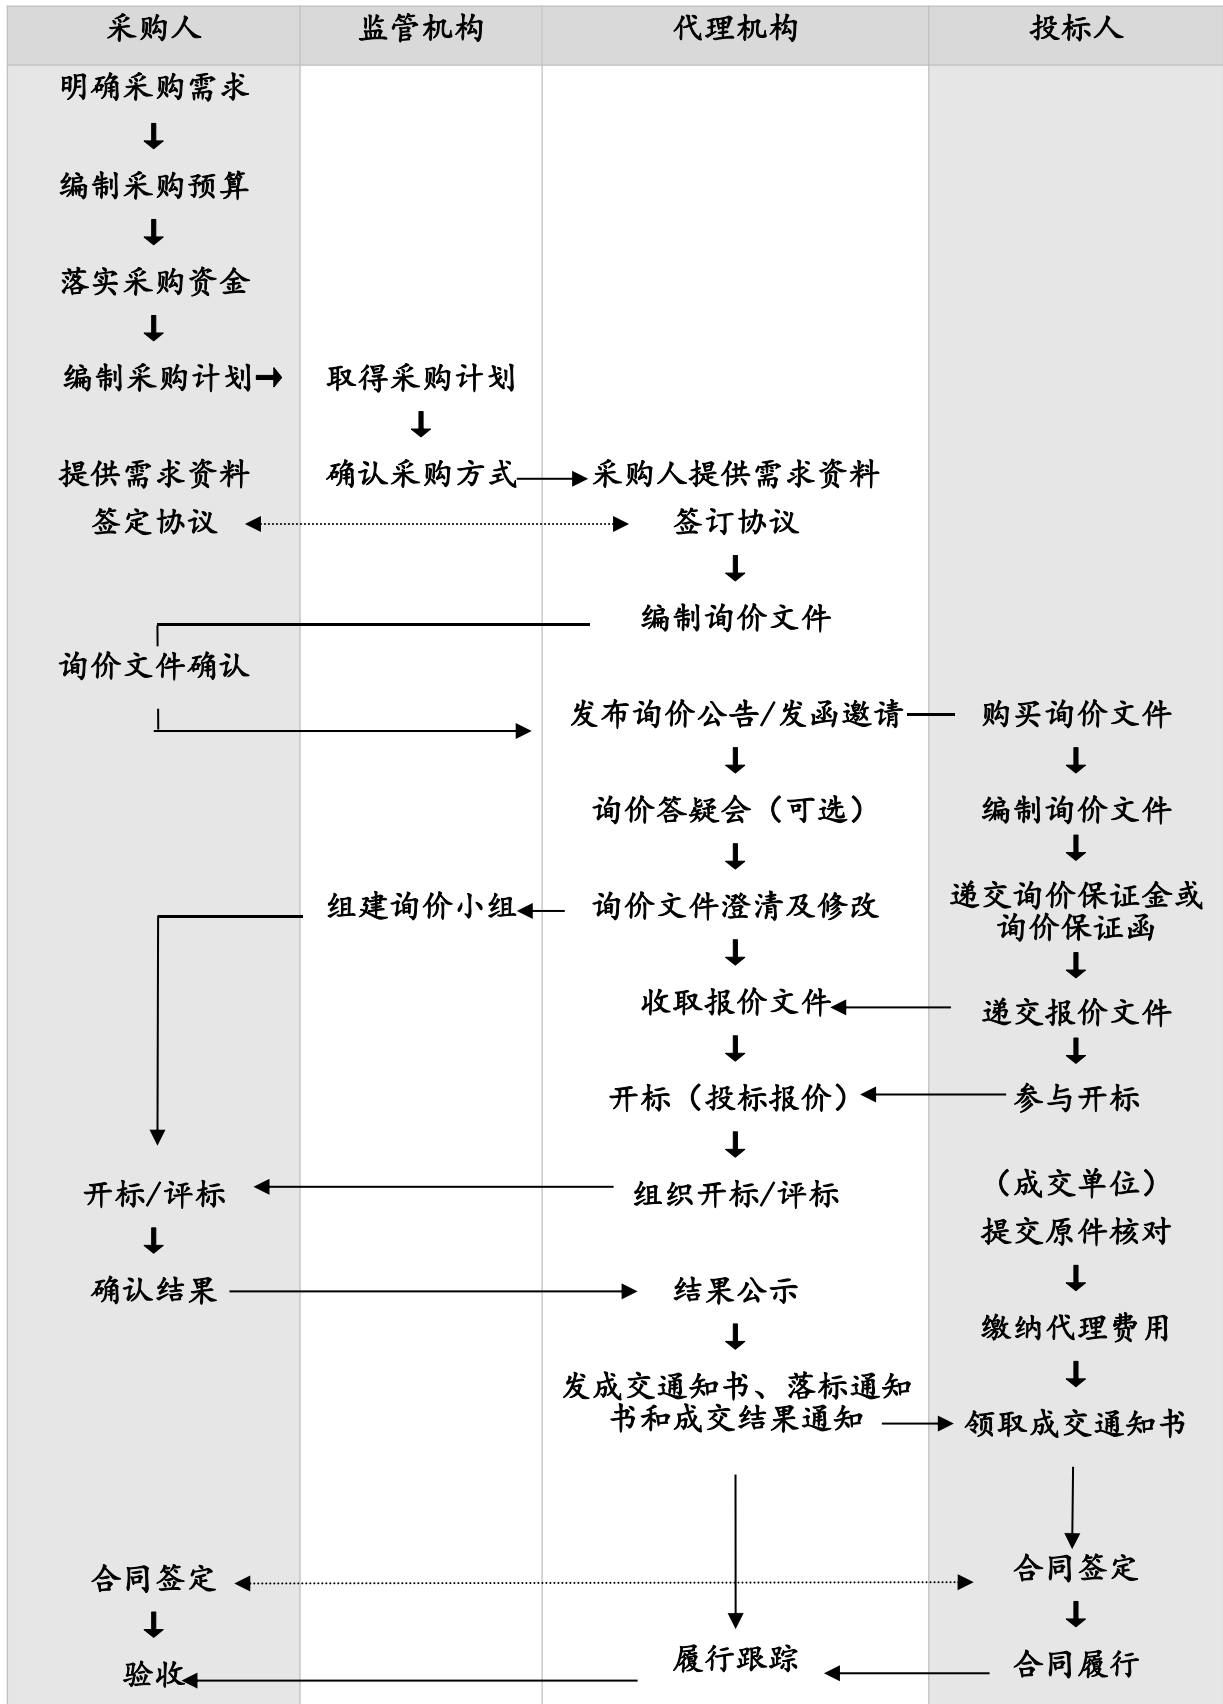 采购人 监管机构 代理机构 投标人
明确采购需求
编制采购预算
落实采购资金
编制采购计划 取得采购计划
提供需求资料 确认采购方式 采购人提供需求资料
签定协议 签订协议
编制询价文件
询价文件确认
发布询价公告/发函邀请 购买询价文件
询价答疑会（可选） 编制询价文件
组建询价小组 询价文件澄清及修改 递交询价保证金或
询价保证函
收取报价文件 递交报价文件
开标（投标报价） 参与开标
开标/评标 组织开标/评标 （成交单位）
提交原件核对
确认结果 结果公示
缴纳代理费用
发成交通知书、落标通知
书和成交结果通知 领取成交通知书
合同签定 合同签定
验收 履行跟踪 合同履行